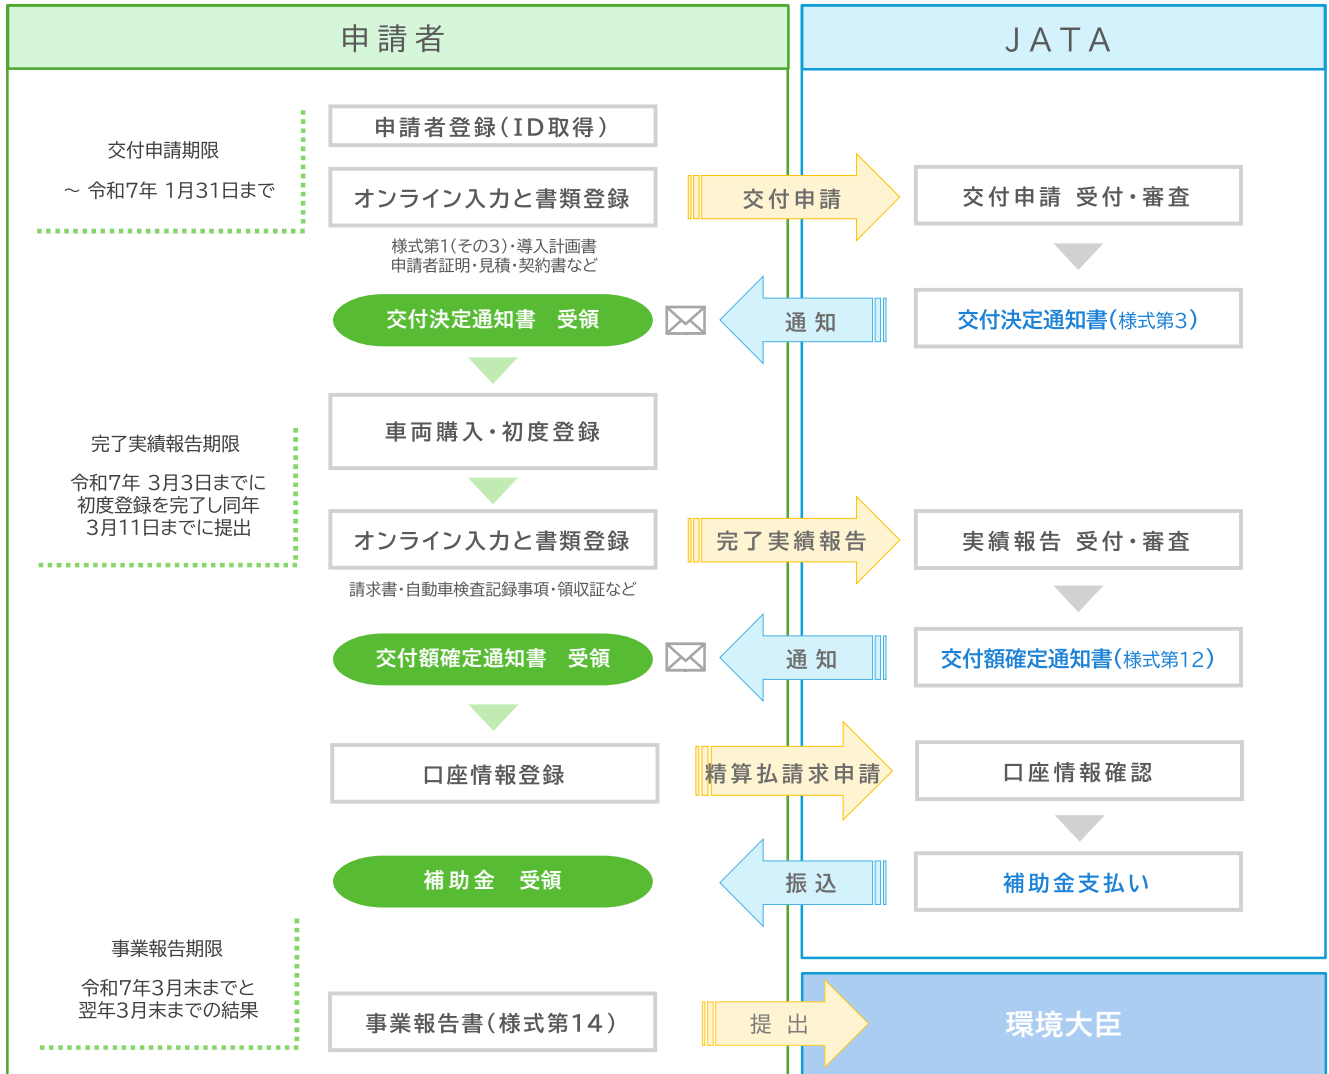 申請者
JATA
申請者登録（ID取得）
交付申請期限
～ 令和7年 1月31日まで
オンライン入力と書類登録
交付申請
交付申請 受付・審査
様式第1（その3）・導入計画書
申請者証明・見積・契約書など
交付決定通知書　受領
通知
交付決定通知書（様式第3）
車両購入・初度登録
完了実績報告期限
令和7年 3月3日までに
初度登録を完了し同年
3月11日までに提出
オンライン入力と書類登録
完了実績報告
実績報告 受付・審査
請求書・自動車検査記録事項・領収証など
交付額確定通知書　受領
通知
交付額確定通知書（様式第12）
口座情報登録
精算払請求申請
口座情報確認
補助金　受領
振込
補助金支払い
事業報告期限
令和7年3月末までと
翌年3月末までの結果
事業報告書（様式第14）
提出
環境大臣